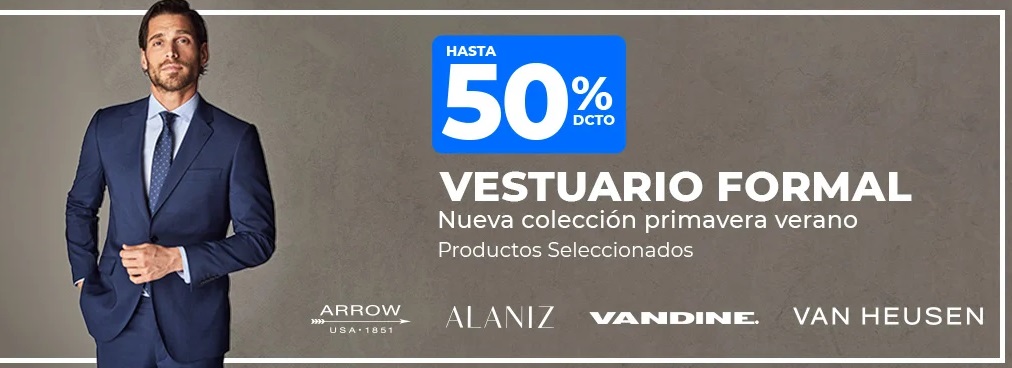 HASTA
50%
DCTO
VESTUARIO FORMAL
Nueva colección primavera verano
Productos Seleccionados
ARROW
USA • 1851
ALANIZ
VANDINE.
VAN HEUSEN